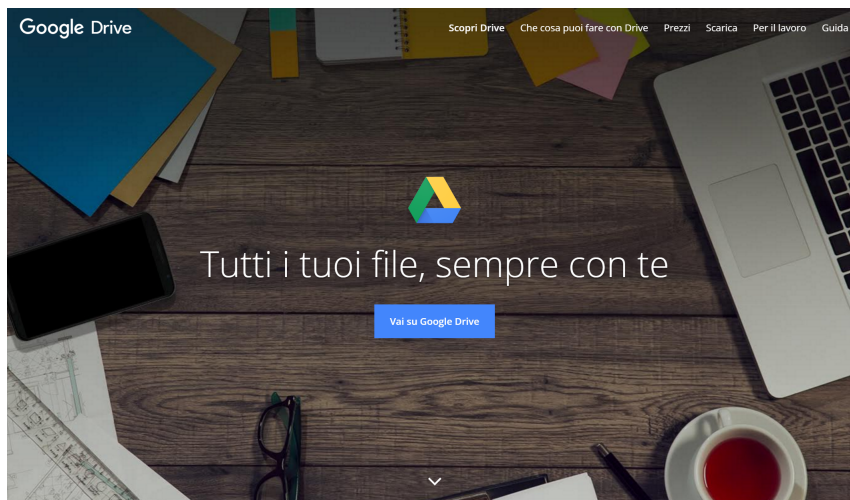 Google Drive
Scopri Drive Che cosa puoi fare con Drive Prezzi Scarica Per il lavoro Guida
Tutti i tuoi file, sempre con te
Vai su Google Drive